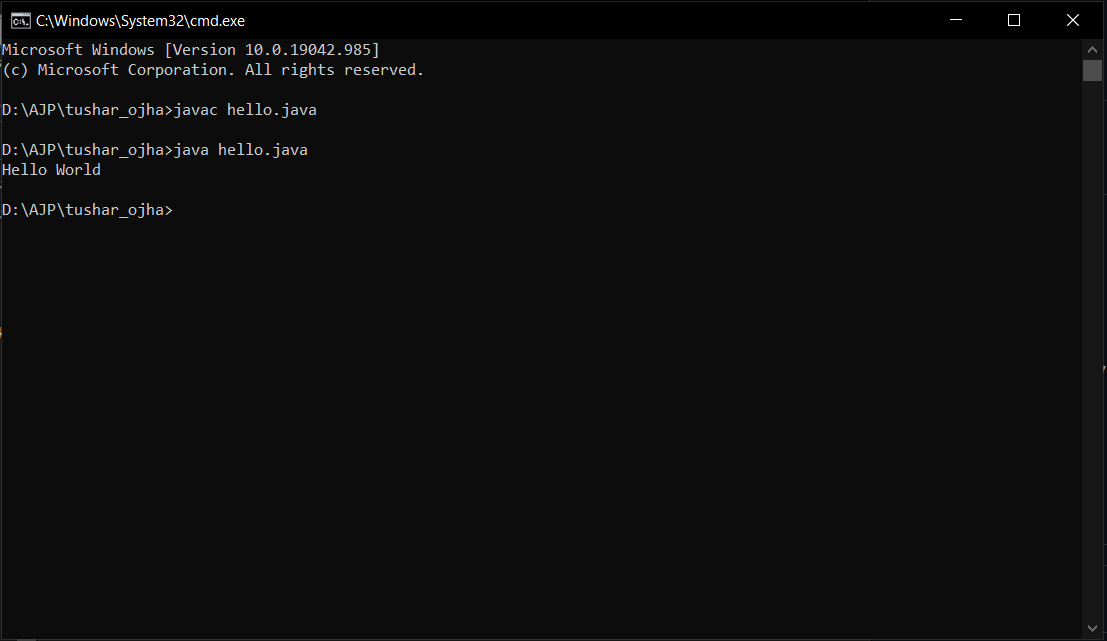 C:\Windows\System32\cmd.exe
Microsoft Windows [Version 10.0.19042.985]
(c) Microsoft Corporation. All rights reserved.
D:\AJP\tushar_ojha>javac hello.java
D:\AJP\tushar_ojha>java hello.java
Hello World
D:\AJP\tushar_ojha>